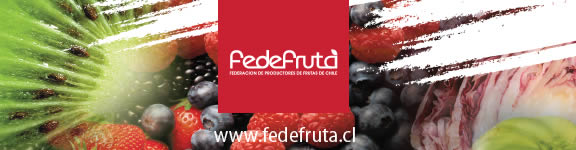 FedeFruta
FEDERACION DE PRODUCTORES DE FRUTAS DE CHILE
www.fedefruta.cl